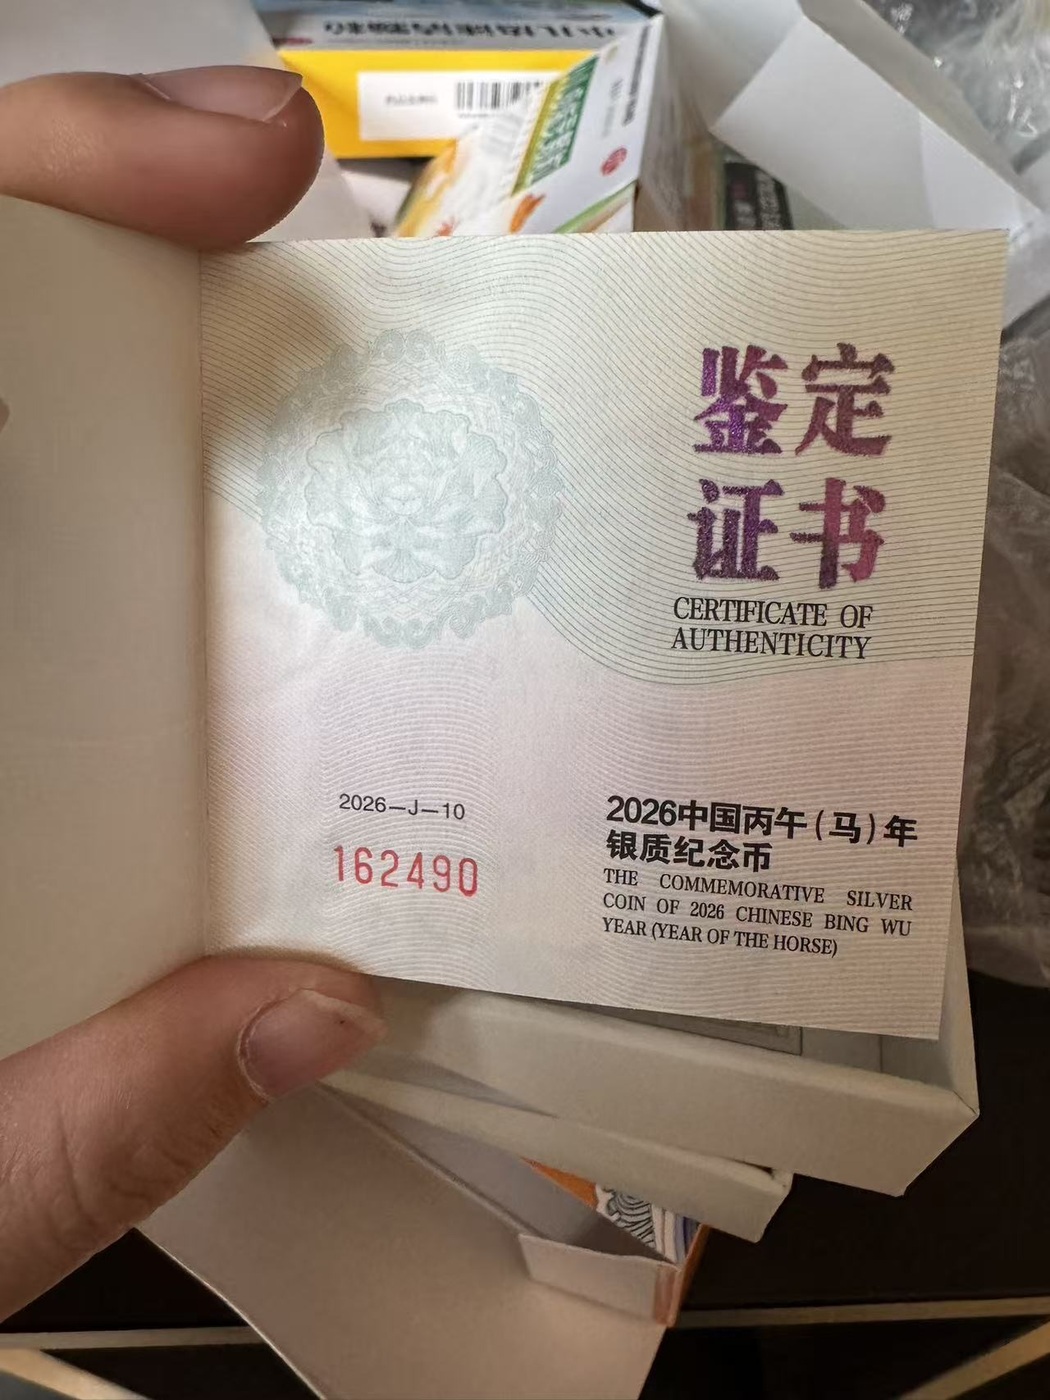 鉴定
证书
CERTIFICATE OF
AUTHENTICITY
2026—J—10
162490
2026中国丙午(马)年
银质纪念币
THE COMMEMORATIVE SILVER
COIN OF 2026 CHINESE BING WU
YEAR (YEAR OF THE HORSE)